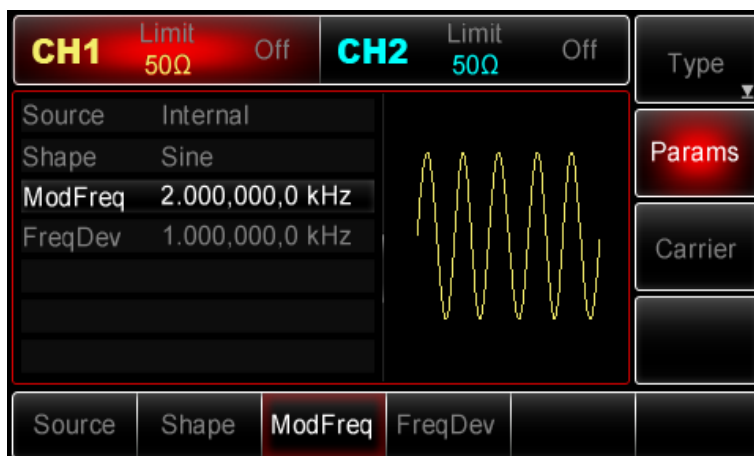 CH1 Limit 50Ω Off CH2 Limit 50Ω Off
Type
Source Internal
Shape Sine
ModFreq 2.000,000,0 kHz
FreqDev 1.000,000,0 kHz
Params
Carrier
Source Shape ModFreq FreqDev